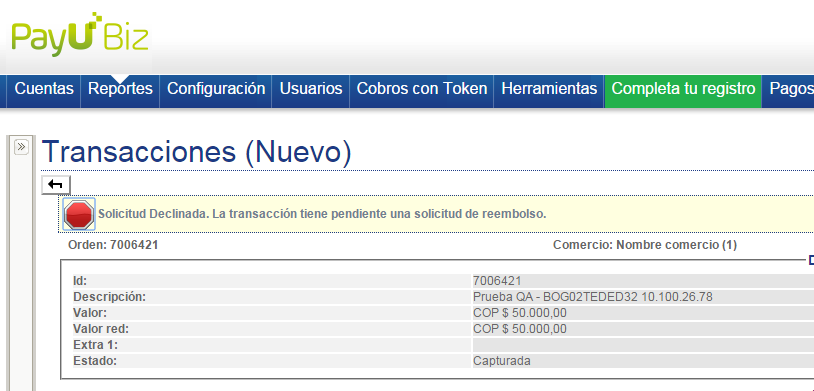 PayU Biz
Cuentas Reportes Configuración Usuarios Cobros con Token Herramientas Completa tu registro Pagos
»
Transacciones (Nuevo)
Solicitud Declinada. La transacción tiene pendiente una solicitud de reembolso.
Orden: 7006421 Comercio: Nombre comercio (1)
Id: 7006421
Descripción: Prueba QA - BOG02TEDED32 10.100.26.78
Valor: COP $ 50.000,00
Valor red: COP $ 50.000,00
Extra 1:
Estado: Capturada